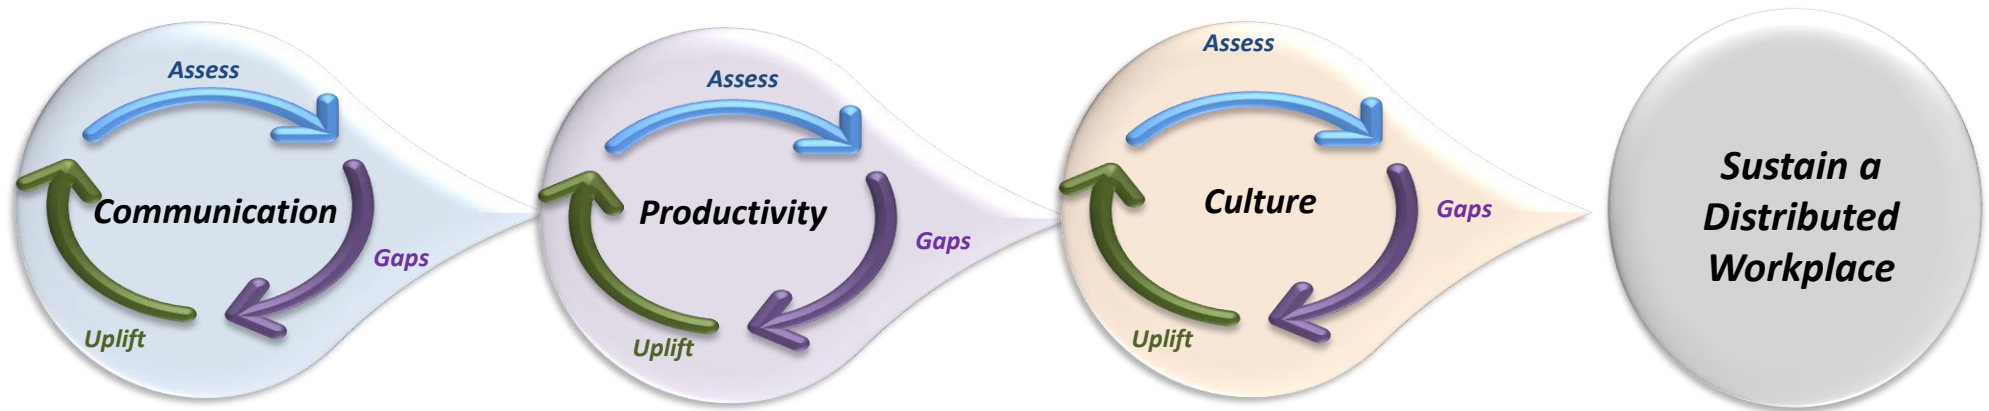 Assess
Communication
Gaps
Uplift
Assess
Productivity
Gaps
Uplift
Assess
Culture
Gaps
Uplift
Sustain a
Distributed
Workplace